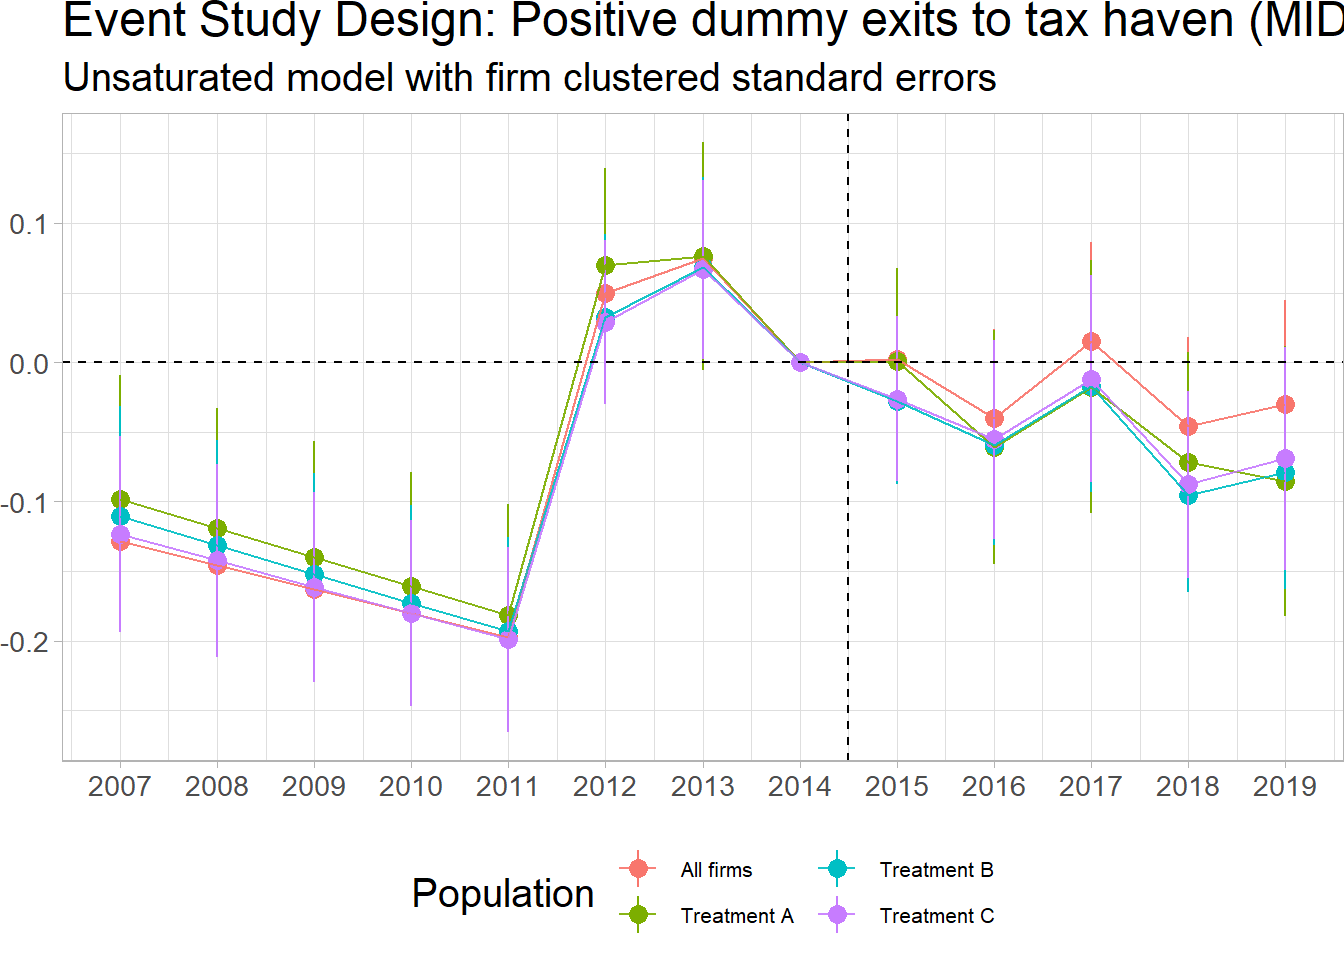 Event Study Design: Positive dummy exits to tax haven (MID
Unsaturated model with firm clustered standard errors
0.1
0.0
-0.1
-0.2
2007 2008 2009 2010 2011 2012 2013 2014 2015 2016 2017 2018 2019
Population
All firms
Treatment A
Treatment B
Treatment C